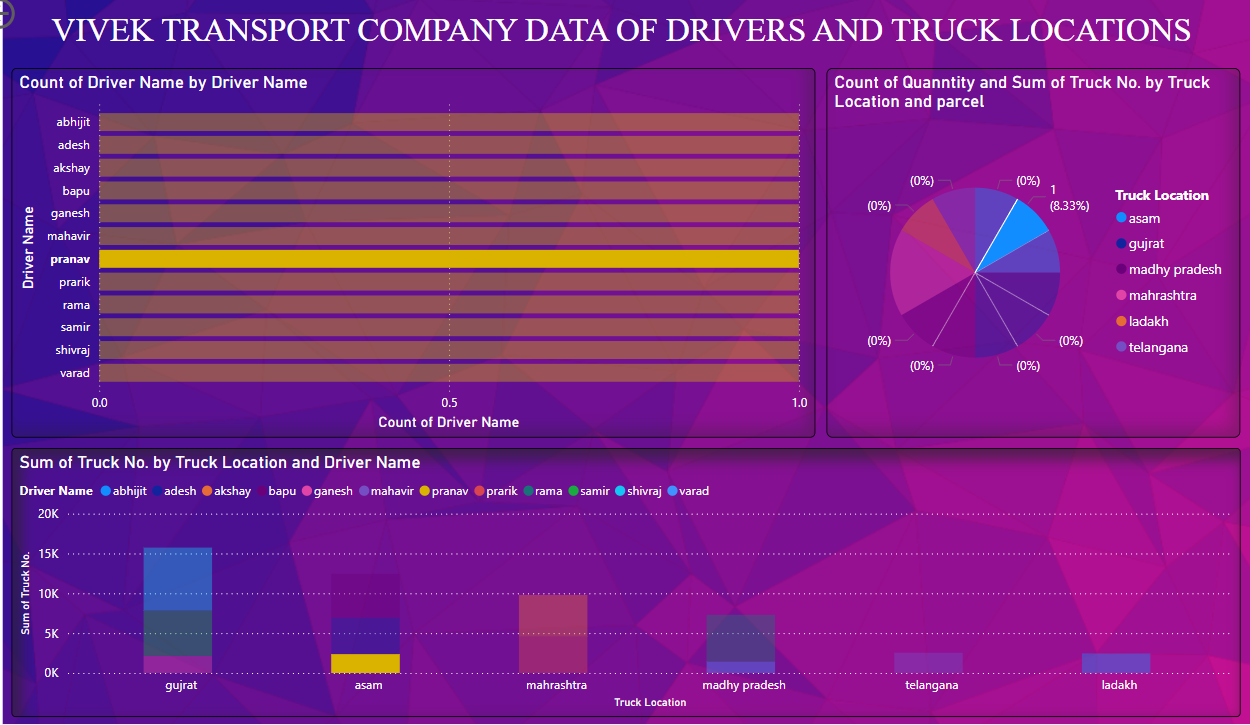 VIVEK TRANSPORT COMPANY DATA OF DRIVERS AND TRUCK LOCATIONS
Count of Driver Name by Driver Name
Driver Name
abhijit
adesh
akshay
bapu
ganesh
mahavir
pranav
prarik
rama
samir
shivraj
varad
0.0 0.5 1.0
Count of Driver Name
Count of Quanntity and Sum of Truck No. by Truck
Location and parcel
(0%) (0%)
1
(8.33%)
(0%)
(0%) (0%)
(0%) (0%)
Truck Location
asam
gujrat
madhy pradesh
mahrashtra
ladakh
telangana
Sum of Truck No. by Truck Location and Driver Name
Driver Name abhijit adesh akshay bapu ganesh mahavir pranav prarik rama samir shivraj varad
Sum of Truck No.
20K
15K
10K
5K
0K
gujrat asam mahrashtra madhy pradesh telangana ladakh
Truck Location